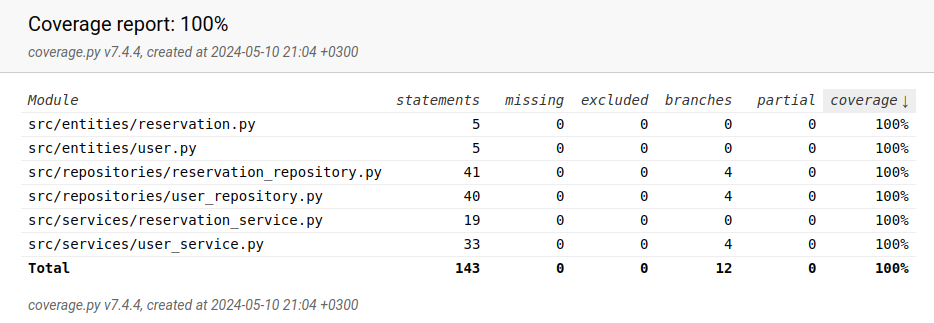 Coverage report: 100%
coverage.py v7.4.4, created at 2024-05-10 21:04 +0300
Module statements missing excluded branches partial coverage ↓
src/entities/reservation.py 5 0 0 0 0 100%
src/entities/user.py 5 0 0 0 0 100%
src/repositories/reservation_repository.py 41 0 0 4 0 100%
src/repositories/user_repository.py 40 0 0 4 0 100%
src/services/reservation_service.py 19 0 0 0 0 100%
src/services/user_service.py 33 0 0 4 0 100%
Total 143 0 0 12 0 100%
coverage.py v7.4.4, created at 2024-05-10 21:04 +0300